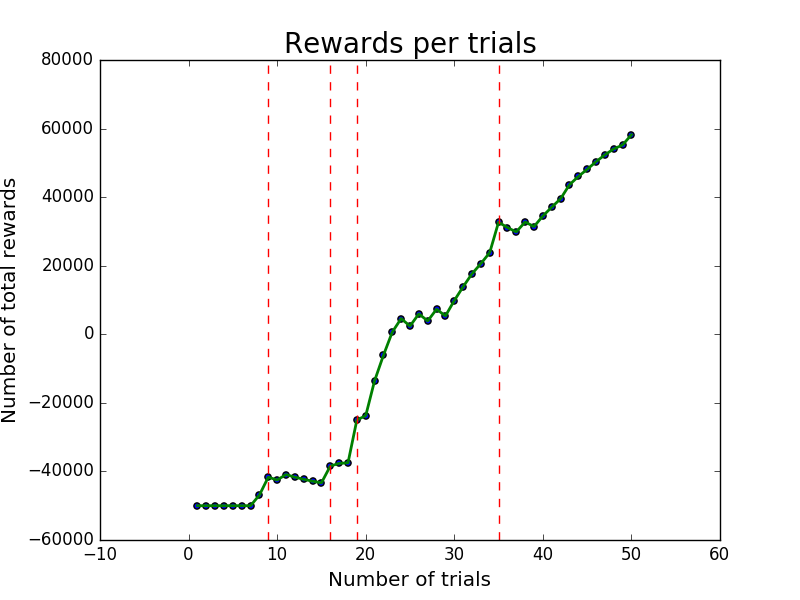 Rewards per trials
80000
60000
40000
20000
0
−20000
−40000
−60000
−10 0 10 20 30 40 50 60
Number of total rewards
Number of trials